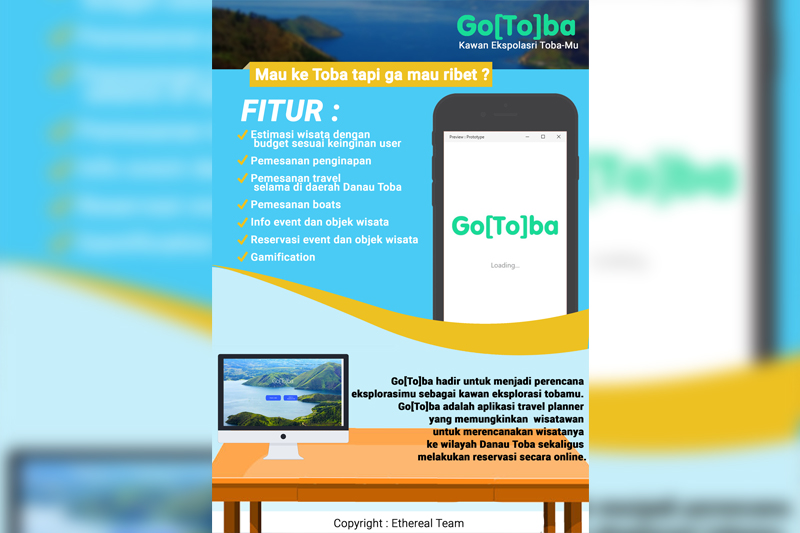 Go[To]ba
Kawan Ekspolasri Toba-Mu
Mau ke Toba tapi ga mau ribet ?
FITUR :
Estimasi wisata dengan
budget sesuai keinginan user
Pemesanan penginapan
Pemesanan travel
selama di daerah Danau Toba
Pemesanan boats
Info event dan objek wisata
Reservasi event dan objek wisata
Gamification
Preview - Prototype
Go[To]ba
Loading...
Go[To]ba hadir untuk menjadi perencana
eksplorasimu sebagai kawan eksplorasi tobamu.
Go[To]ba adalah aplikasi travel planner
yang memungkinkan wisatawan
untuk merencanakan wisatanya
ke wilayah Danau Toba sekaligus
melakukan reservasi secara online.
Copyright : Ethereal Team